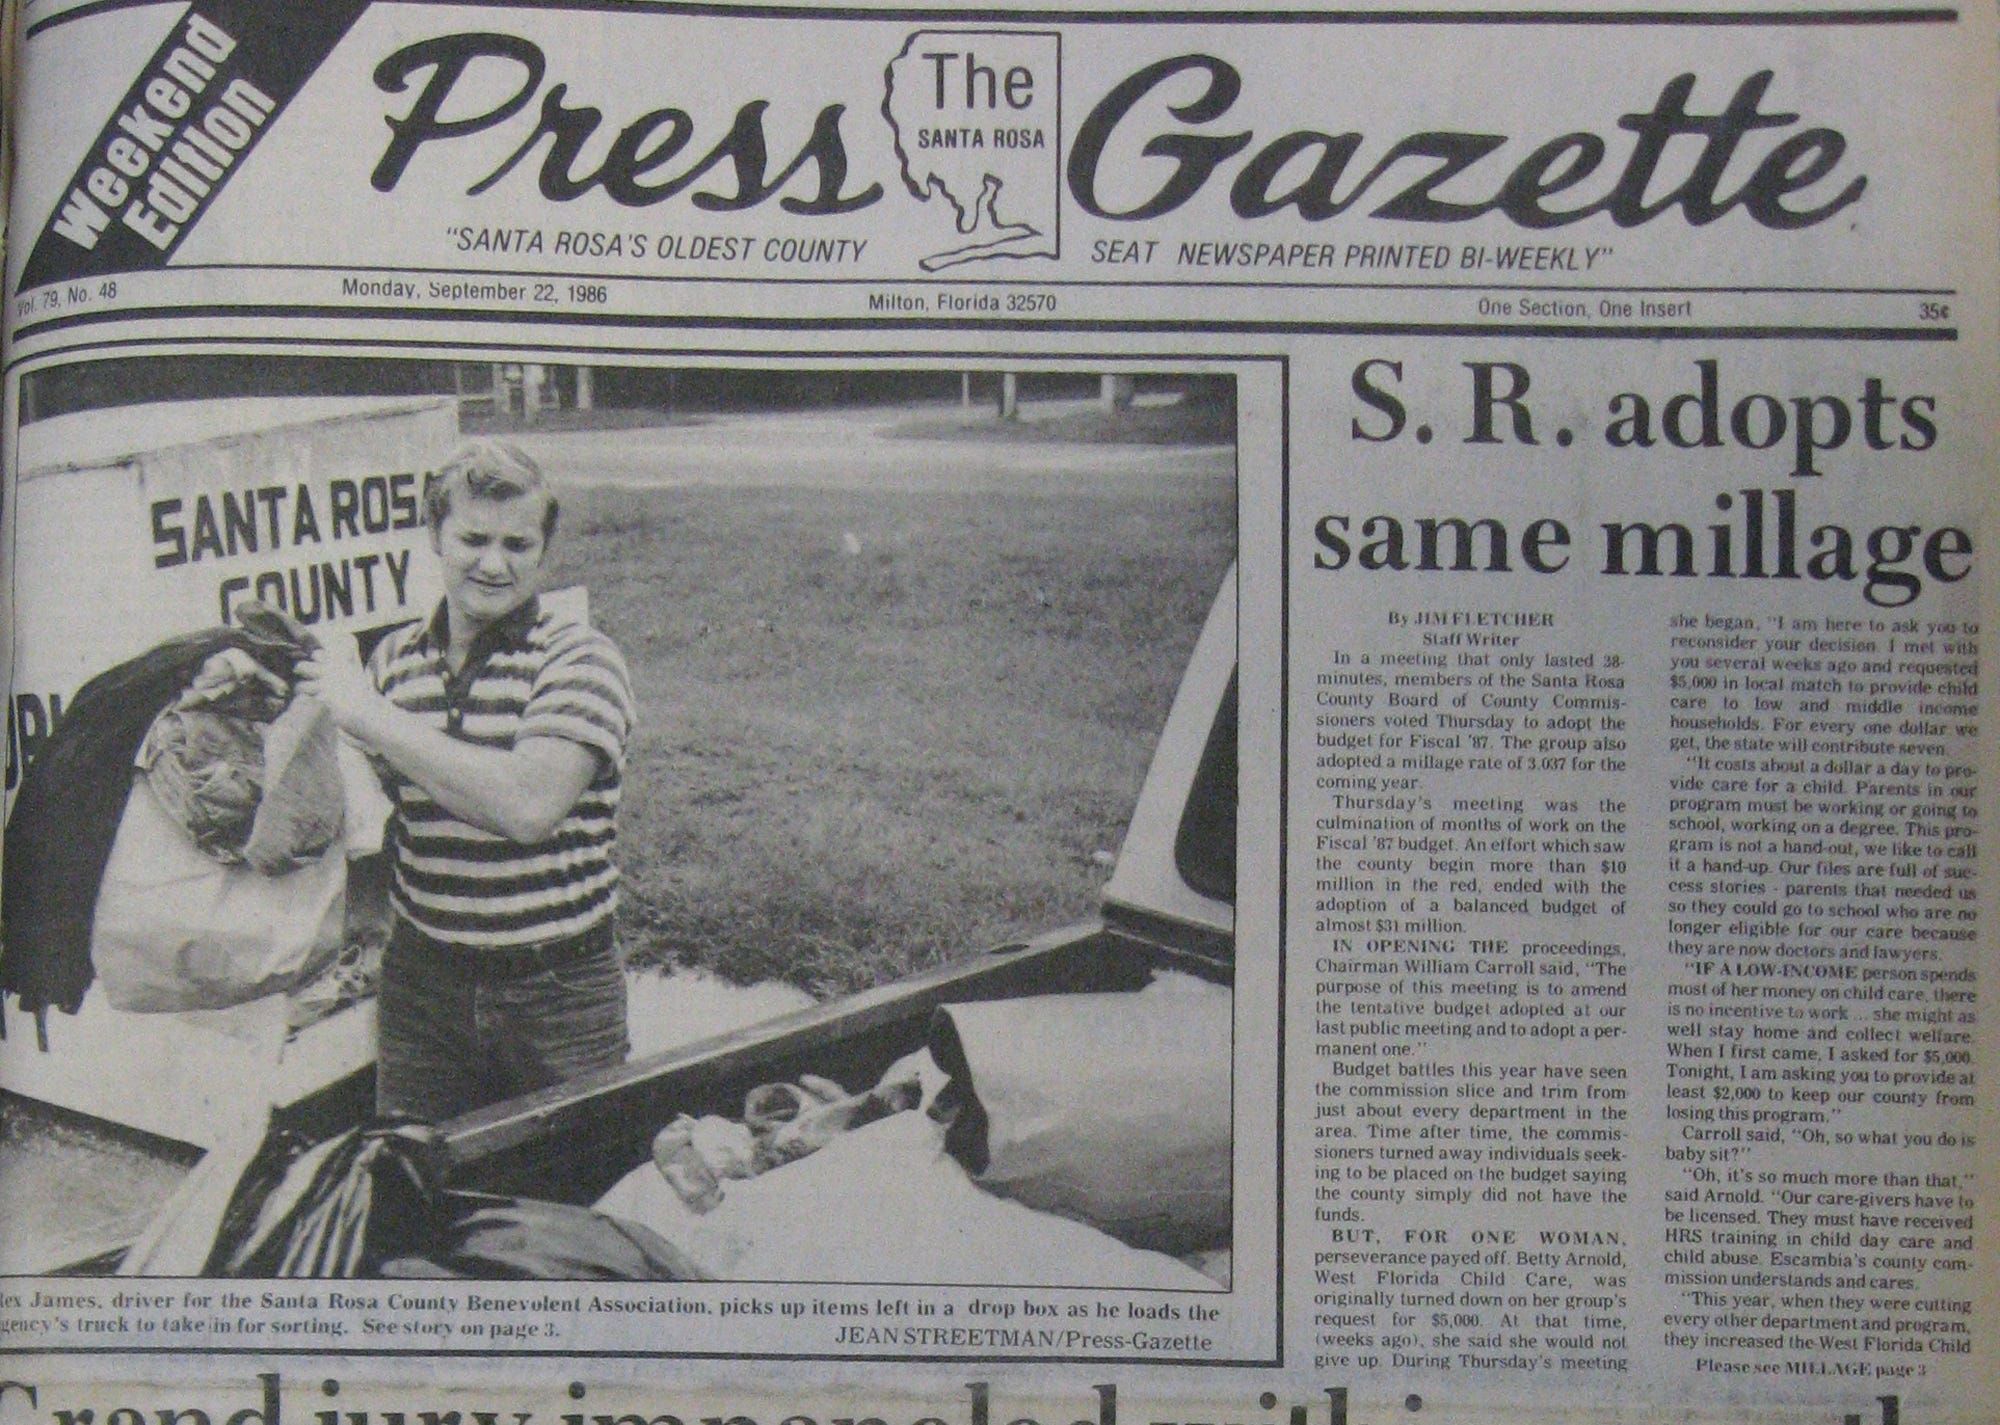 Weekend
Edition
Press The Gazette
SANTA ROSA
"SANTA ROSA'S OLDEST COUNTY SEAT NEWSPAPER PRINTED BI-WEEKLY"
Vol. 79, No. 48 Monday, September 22, 1986 Milton, Florida 32570 One Section, One Insert 35¢
SANTA ROSA
COUNTY
James, driver for the Santa Rosa County Benevolent Association, picks up items left in a drop box as he loads the
gency's truck to take in for sorting. See story on page 3.
JEAN STREETMAN/Press-Gazette
S. R. adopts
same millage
By JIM FLETCHER
Staff Writer
In a meeting that only lasted 38-
minutes, members of the Santa Rosa
County Board of County Commis-
sioners voted Thursday to adopt the
budget for Fiscal '87. The group also
adopted a millage rate of 3.037 for the
coming year.
Thursday's meeting was the
culmination of months of work on the
Fiscal '87 budget. An effort which saw
the county begin more than $10
million in the red, ended with the
adoption of a balanced budget of
almost $31 million.
IN OPENING THE proceedings,
Chairman William Carroll said, "The
purpose of this meeting is to amend
the tentative budget adopted at our
last public meeting and to adopt a per-
manent one."
Budget battles this year have seen
the commission slice and trim from
just about every department in the
area. Time after time, the commis-
sioners turned away individuals seek-
ing to be placed on the budget saying
the county simply did not have the
funds.
BUT, FOR ONE WOMAN,
perseverance payed off. Betty Arnold,
West Florida Child Care, was
originally turned down on her group's
request for $5,000. At that time,
(weeks ago), she said she would not
give up. During Thursday's meeting
she began, "I am here to ask you to
reconsider your decision. I met with
you several weeks ago and requested
$5,000 in local match to provide child
care to low and middle income
households. For every one dollar we
get, the state will contribute seven.
"It costs about a dollar a day to pro-
vide care for a child. Parents in our
program must be working or going to
school, working on a degree. This pro-
gram is not a hand-out, we like to call
it a hand-up. Our files are full of suc-
cess stories - parents that needed us
so they could go to school who are no
longer eligible for our care because
they are now doctors and lawyers.
"IF A LOW-INCOME person spends
most of her money on child care, there
is no incentive to work ... she might as
well stay home and collect welfare.
When I first came, I asked for $5,000.
Tonight, I am asking you to provide at
least $2,000 to keep our county from
losing this program."
Carroll said, "Oh, so what you do is
baby sit?"
"Oh, it's so much more than that,"
said Arnold. "Our care-givers have to
be licensed. They must have received
HRS training in child day care and
child abuse. Escambia's county com-
mission understands and cares.
"This year, when they were cutting
every other department and program,
they increased the West Florida Child
Please see MILLAGE page 3
Grand jury impaneled